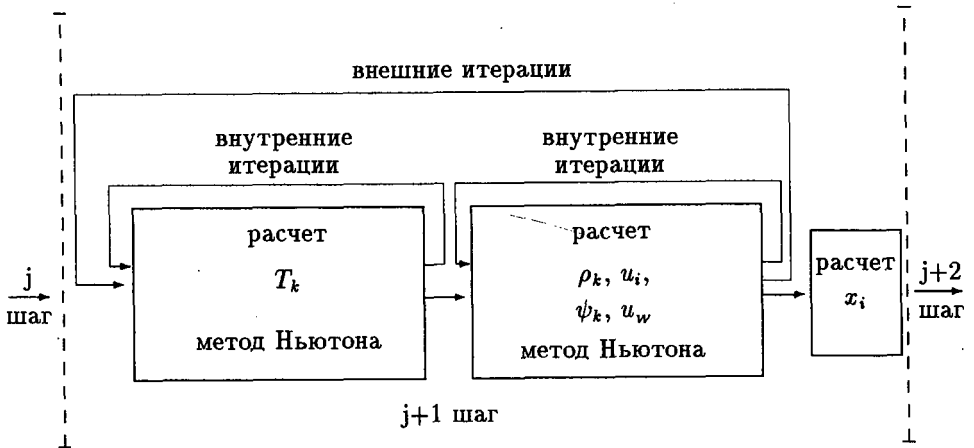 внешние итерации
внутренние
итерации
внутренние
итерации
расчет
T_k
метод Ньютона
расчет
ρ_k, u_i,
ψ_k, u_w
метод Ньютона
расчет
x_i
j
шаг
j+2
шаг
j+1 шаг